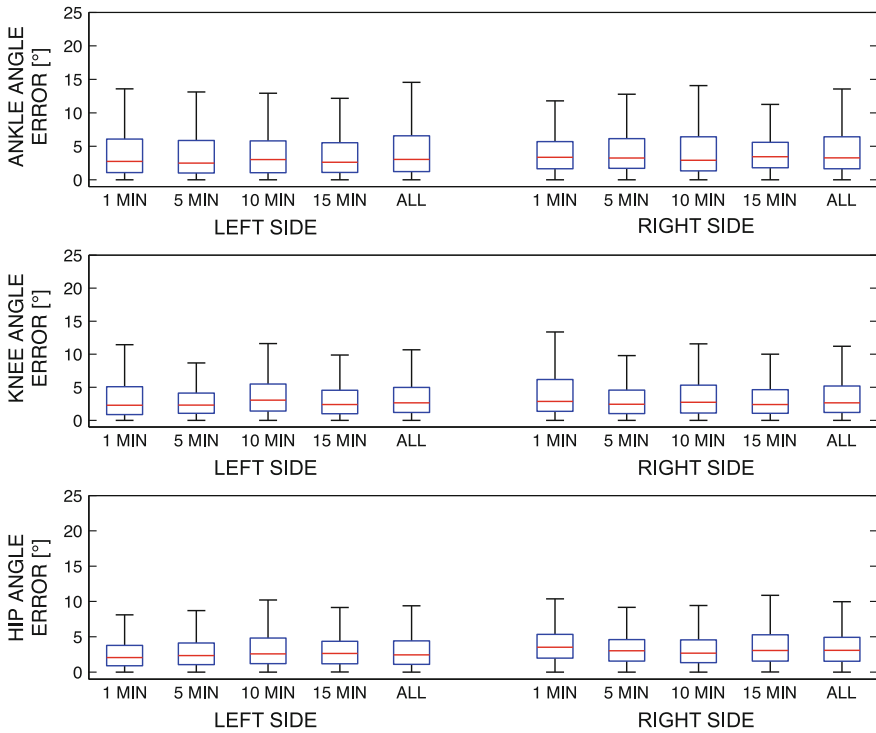 ANKLE ANGLE
ERROR [°]
25
20
15
10
5
0
1 MIN 5 MIN 10 MIN 15 MIN ALL 1 MIN 5 MIN 10 MIN 15 MIN ALL
LEFT SIDE RIGHT SIDE
KNEE ANGLE
ERROR [°]
25
20
15
10
5
0
1 MIN 5 MIN 10 MIN 15 MIN ALL 1 MIN 5 MIN 10 MIN 15 MIN ALL
LEFT SIDE RIGHT SIDE
HIP ANGLE
ERROR [°]
25
20
15
10
5
0
1 MIN 5 MIN 10 MIN 15 MIN ALL 1 MIN 5 MIN 10 MIN 15 MIN ALL
LEFT SIDE RIGHT SIDE